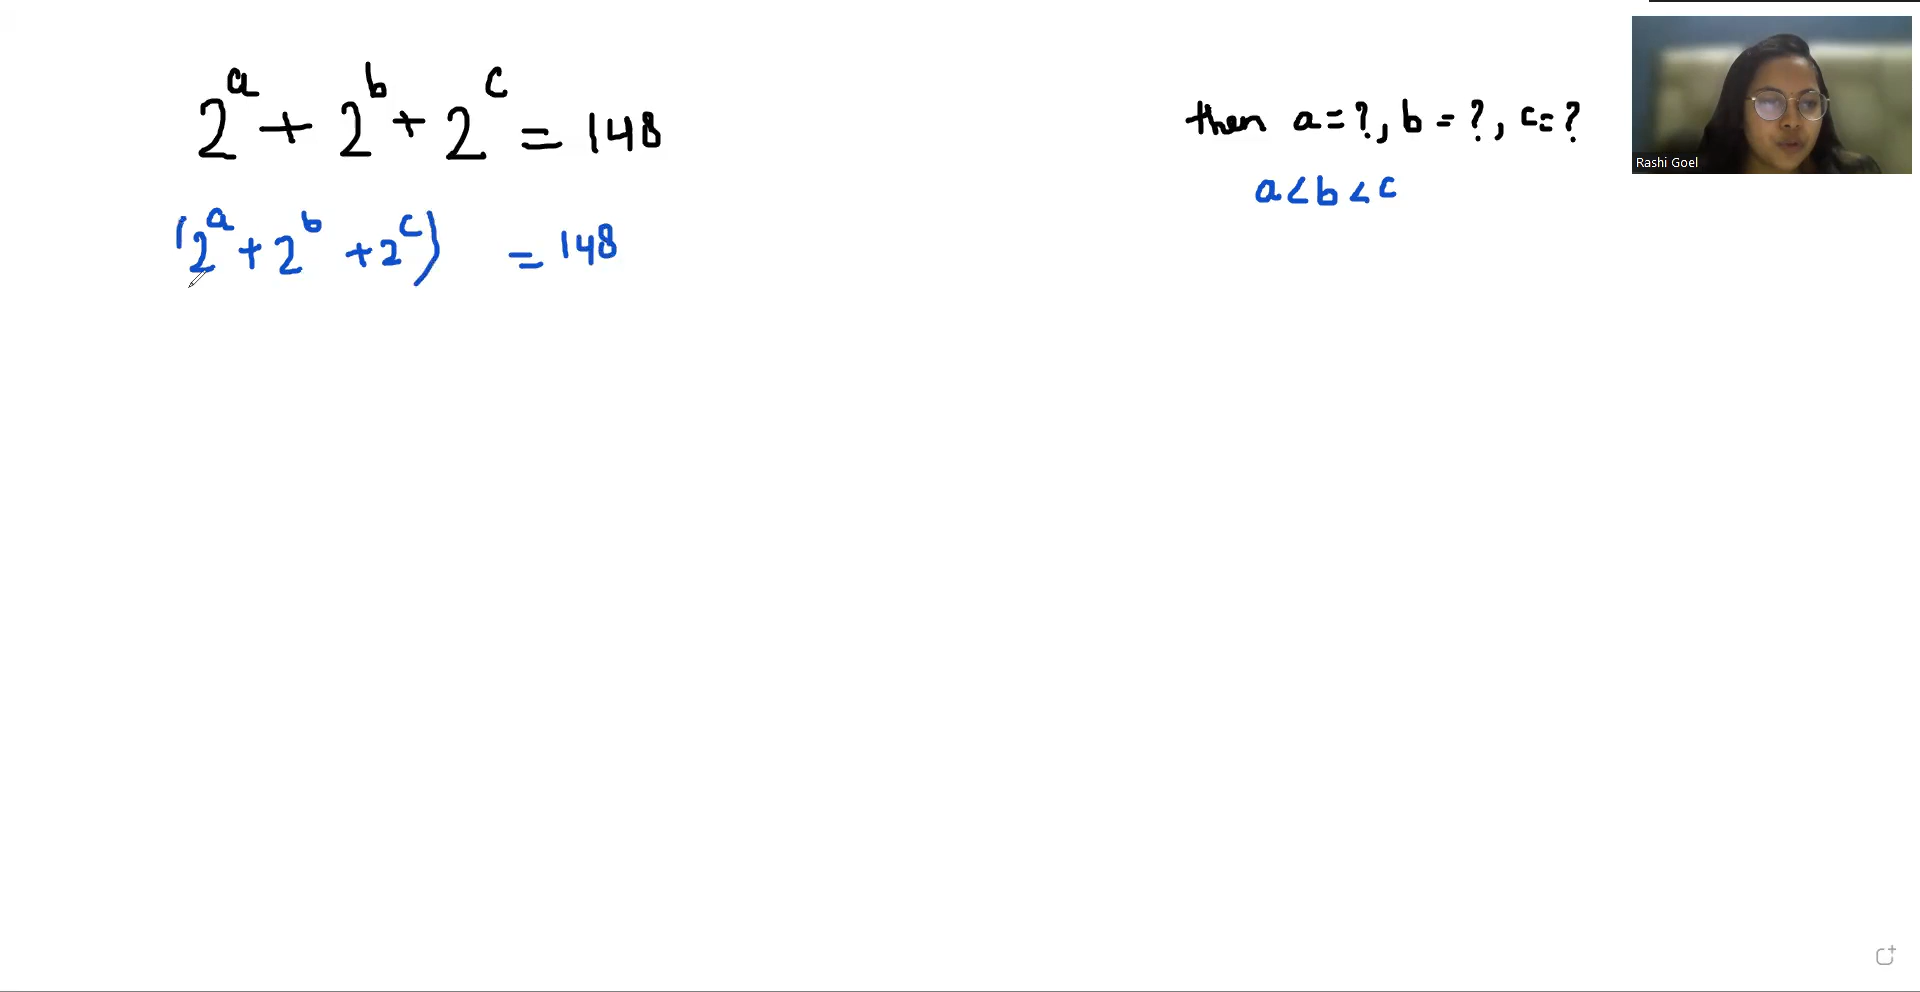 2^a + 2^b + 2^c = 148
then a=?, b=?, c=?
a<b<c
(2^a + 2^b + 2^c) = 148
Rashi Goel